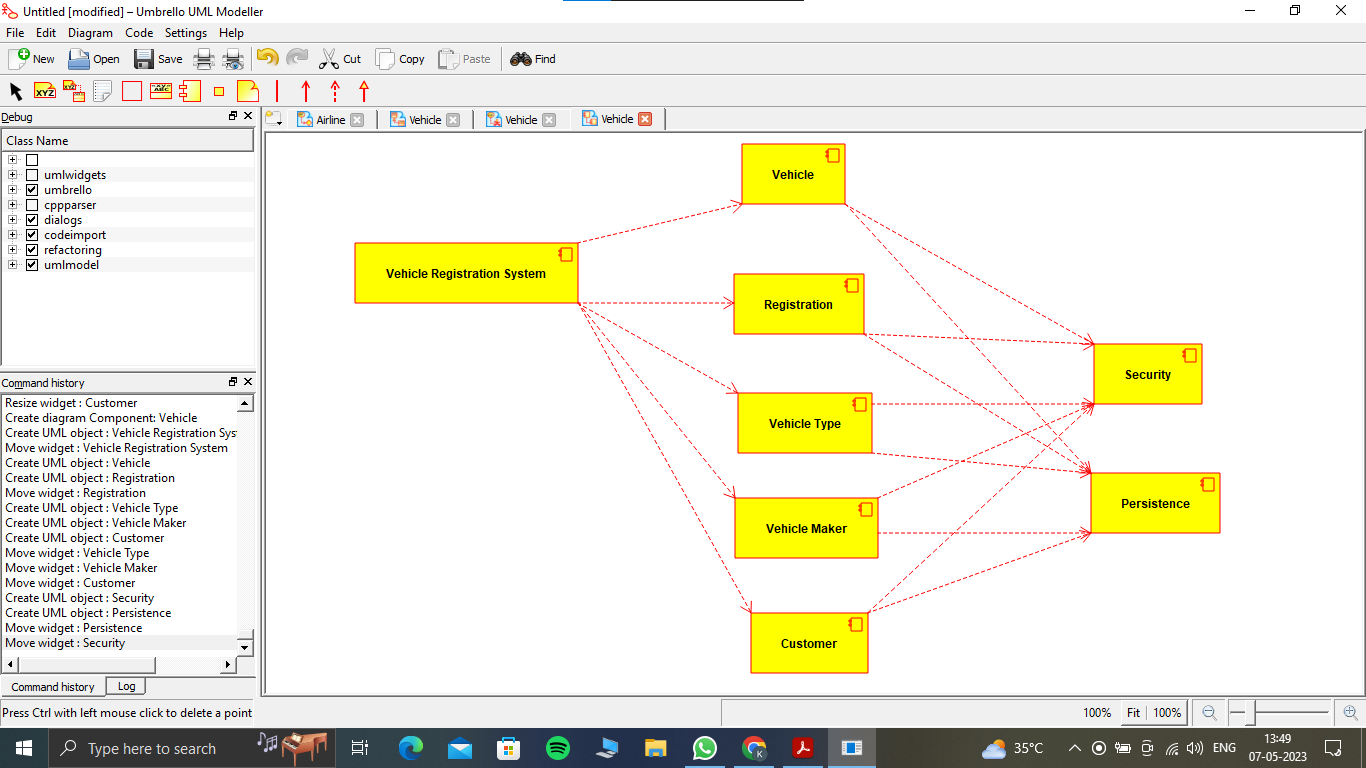 Untitled [modified] – Umbrello UML Modeller
File Edit Diagram Code Settings Help
New Open Save Cut Copy Paste Find
XYZ
Debug
Airline Vehicle Vehicle Vehicle
Class Name
umlwidgets
umbrello
cppparser
dialogs
codeimport
refactoring
umlmodel
Command history
Resize widget : Customer
Create diagram Component: Vehicle
Create UML object : Vehicle Registration Sys
Move widget : Vehicle Registration System
Create UML object : Vehicle
Create UML object : Registration
Move widget : Registration
Create UML object : Vehicle Type
Create UML object : Vehicle Maker
Create UML object : Customer
Move widget : Vehicle Type
Move widget : Vehicle Maker
Move widget : Customer
Create UML object : Security
Create UML object : Persistence
Move widget : Persistence
Move widget : Security
Command history Log
Vehicle
Vehicle Registration System
Registration
Security
Vehicle Type
Persistence
Vehicle Maker
Customer
Press Ctrl with left mouse click to delete a point
100% Fit 100%
Type here to search
35°C
ENG
13:49
07-05-2023